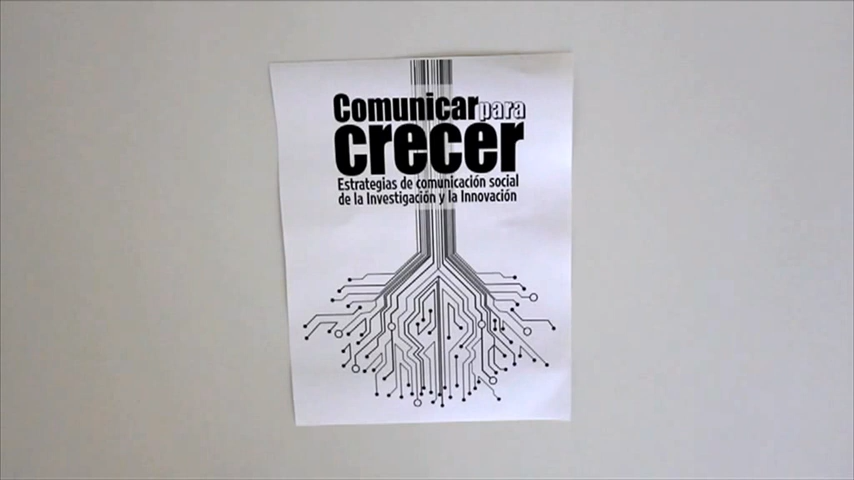 Comunicar para
crecer
Estrategias de comunicación social
de la Investigación y la Innovación